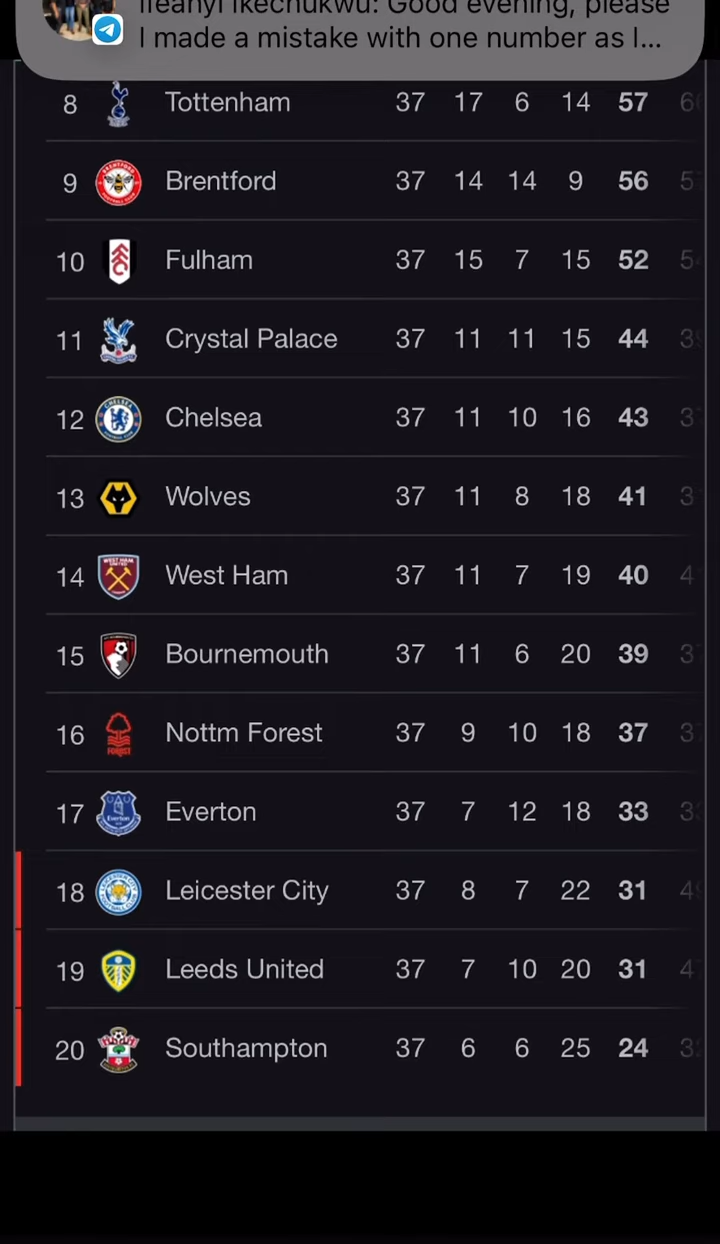 Ifeanyi Ikechukwu: Good evening, please
I made a mistake with one number as I...
8 Tottenham 37 17 6 14 57
9 Brentford 37 14 14 9 56
10 Fulham 37 15 7 15 52
11 Crystal Palace 37 11 11 15 44
12 Chelsea 37 11 10 16 43
13 Wolves 37 11 8 18 41
14 West Ham 37 11 7 19 40
15 Bournemouth 37 11 6 20 39
16 Nottm Forest 37 9 10 18 37
17 Everton 37 7 12 18 33
18 Leicester City 37 8 7 22 31
19 Leeds United 37 7 10 20 31
20 Southampton 37 6 6 25 24